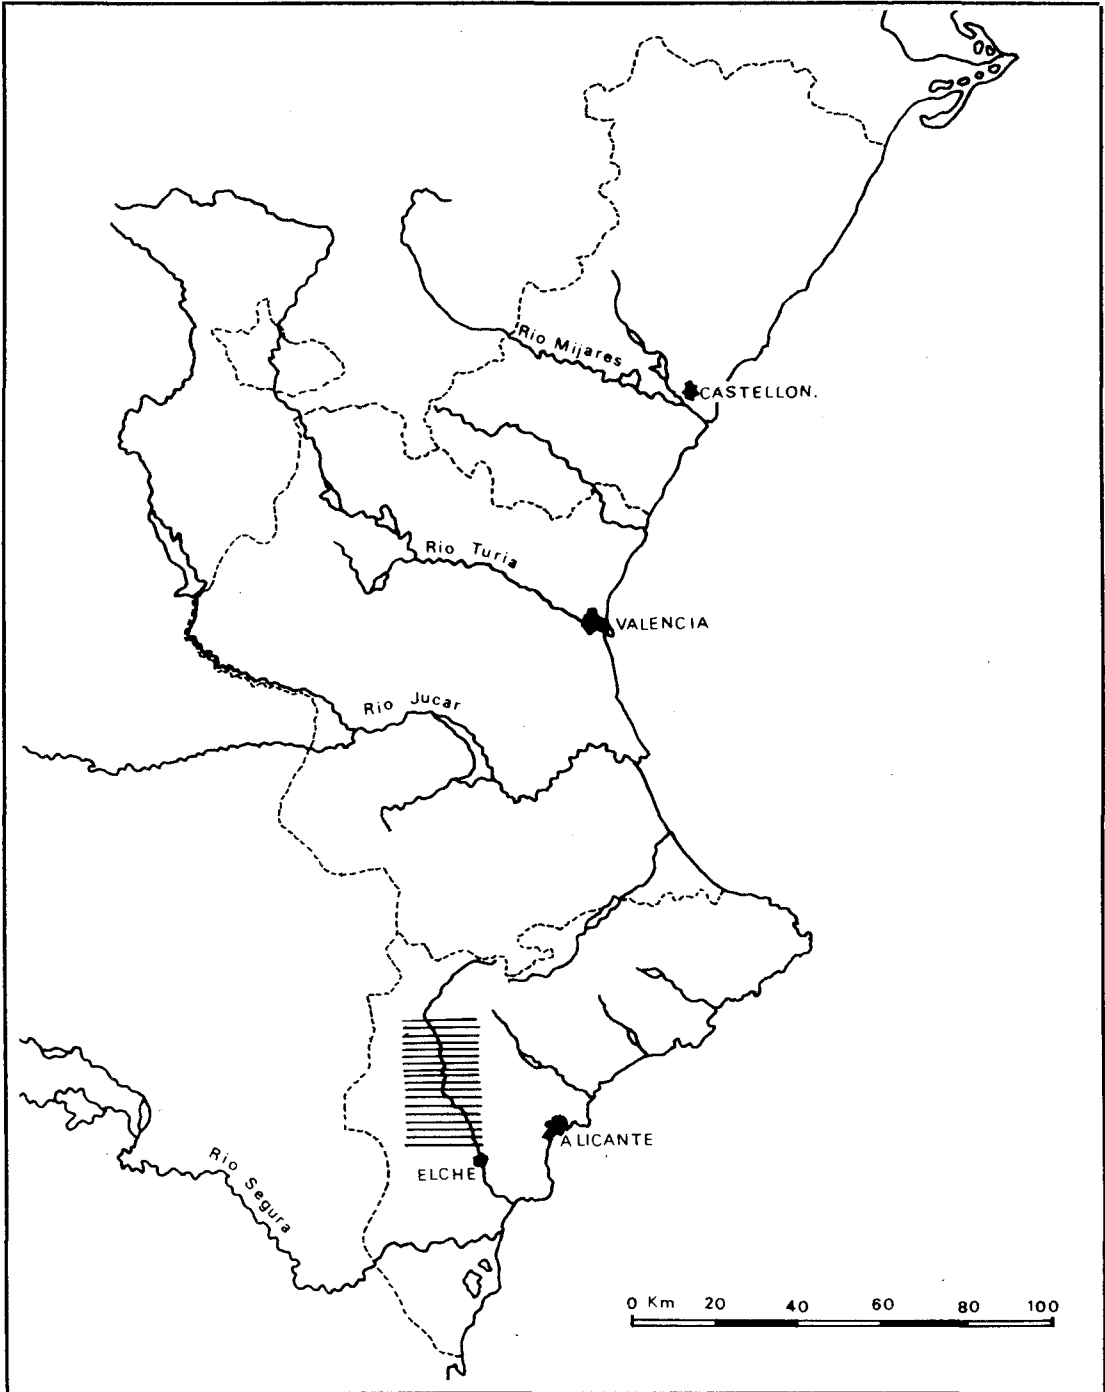 Rio Mijares
CASTELLON.
Rio Turia
VALENCIA
Rio Jucar
ALICANTE
ELCHE
Rio Segura
0 Km 20 40 60 80 100